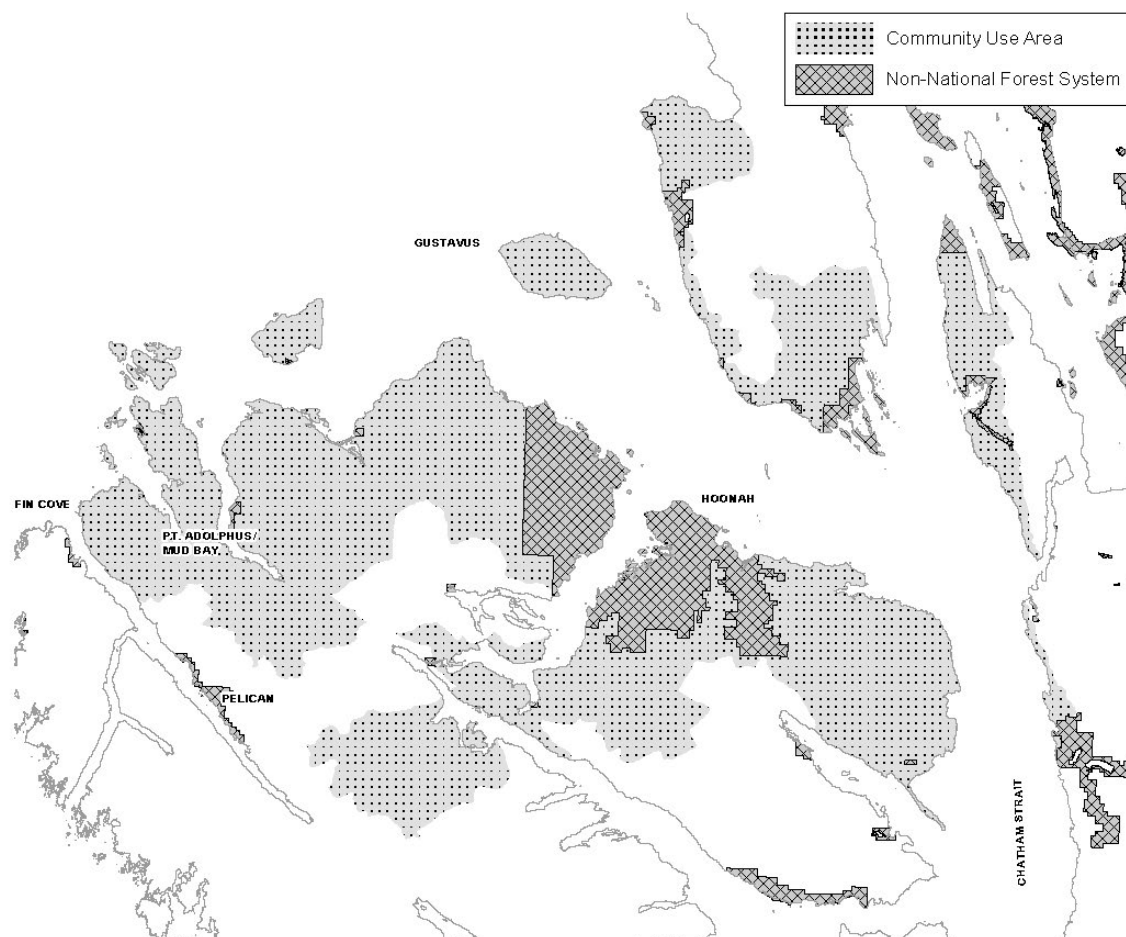 Community Use Area
Non-National Forest System
GUSTAVUS
HOONAH
FIN COVE
P.T. ADOLPHUS/
MUD BAY,
PELICAN
CHATHAM STRAIT